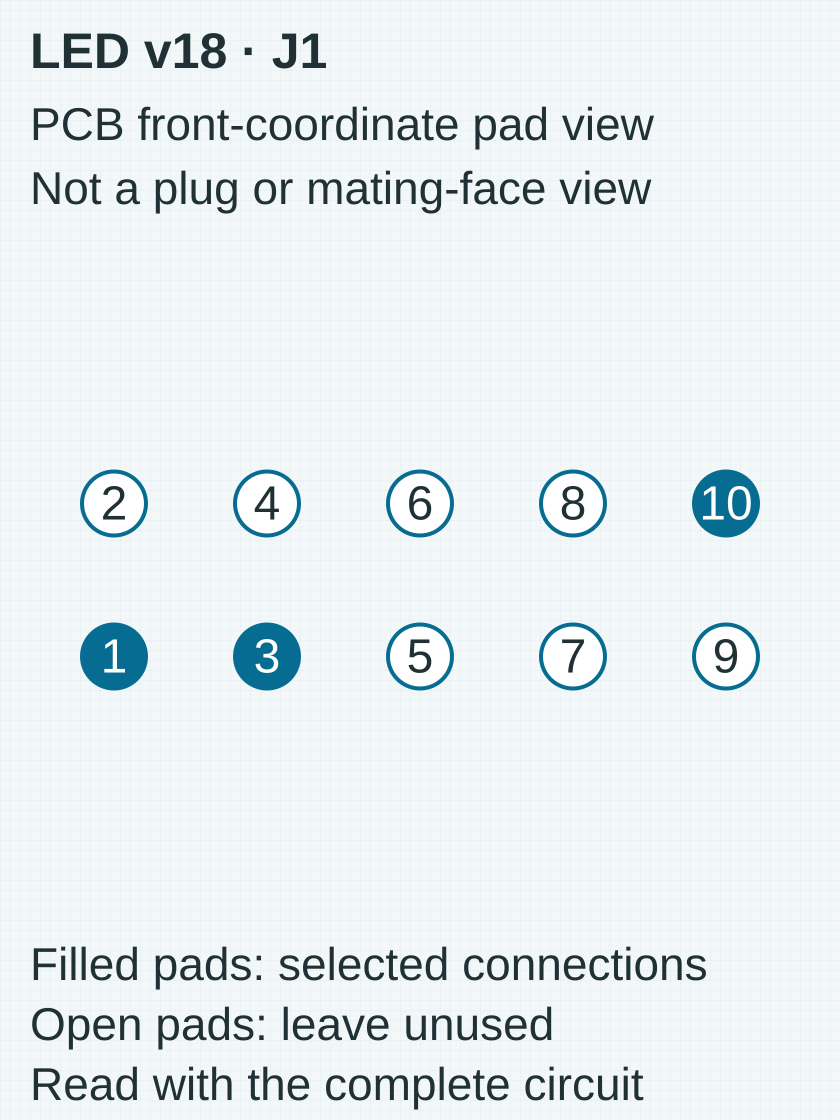 LED v18 · J1
PCB front-coordinate pad view
Not a plug or mating-face view
2 4 6 8 10
1 3 5 7 9
Filled pads: selected connections
Open pads: leave unused
Read with the complete circuit